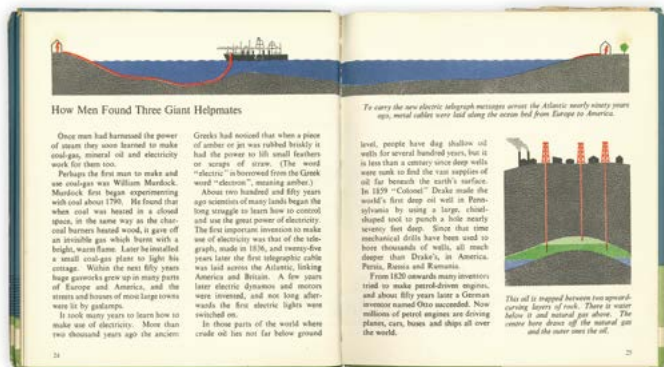 How Men Found Three Giant Helpmates
Once men had harnessed the power
of steam they soon learned to make
coal-gas, mineral oil and electricity
work for them too.
Perhaps the first man to make and
use coal-gas was William Murdock.
Murdock first began experimenting
with coal about 1790. He found that
when coal was heated in a closed
space, in the same way as the char-
coal burners heated wood, it gave off
an invisible gas which burnt with a
bright, warm flame. Later he installed
a small coal-gas plant to light his
cottage. Within the next fifty years
huge gasworks grew up in many parts
of Europe and America, and the
streets and houses of most large towns
were lit by gaslamps.
It took many years to learn how to
make use of electricity. More than
two thousand years ago the ancient
Greeks had noticed that when a piece
of amber or jet was rubbed briskly it
had the power to lift small feathers
or scraps of straw. (The word
"electric" is borrowed from the Greek
word "electron", meaning amber.)
About two hundred and fifty years
ago scientists of many lands began the
long struggle to learn how to control
and use the great power of electricity.
The first important invention to make
use of electricity was that of the tele-
graph, made in 1836, and twenty-five
years later the first telegraphic cable
was laid across the Atlantic, linking
America and Britain. A few years
later electric dynamos and motors
were invented, and not long after-
wards the first electric lights were
switched on.
In those parts of the world where
crude oil lies not far below ground
24
To carry the new electric telegraph messages across the Atlantic nearly ninety years
ago, metal cables were laid along the ocean bed from Europe to America.
level, people have dug shallow oil
wells for several hundred years, but it
is less than a century since deep wells
were sunk to find the vast supplies of
oil far beneath the earth's surface.
In 1859 "Colonel" Drake made the
world's first deep oil well in Penn-
sylvania by using a large, chisel-
shaped tool to punch a hole nearly
seventy feet deep. Since that time
mechanical drills have been used to
bore thousands of wells, all much
deeper than Drake's, in America,
Persia, Russia and Rumania.
From 1820 onwards many inventors
tried to make petrol-driven engines,
and about fifty years later a German
inventor named Otto succeeded. Now
millions of petrol engines are driving
planes, cars, buses and ships all over
the world.
This oil is trapped between two upward-
curving layers of rock. There is water
below it and natural gas above. The
centre bore draws off the natural gas
and the outer ones the oil.
25